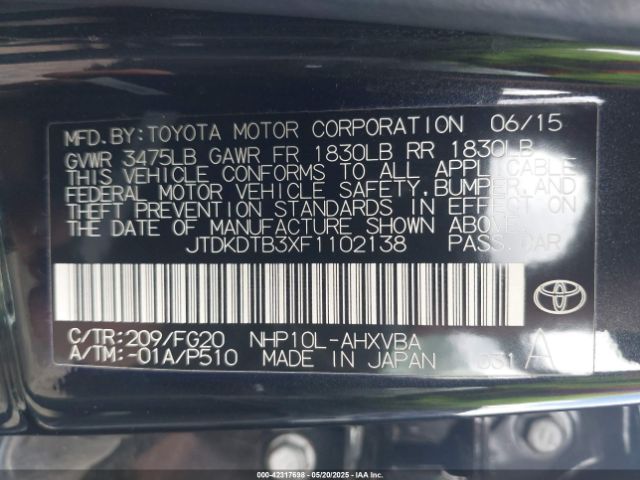 MFD.BY:TOYOTA MOTOR CORPORATION 06/15
GVWR 3475LB GAWR FR 1830LB RR 1830LB
THIS VEHICLE CONFORMS TO ALL APPLICABLE
FEDERAL MOTOR VEHICLE SAFETY,BUMPER,AND
THEFT PREVENTION STANDARDS IN EFFECT ON
THE DATE OF MANUFACTURE SHOWN ABOVE.
JTDKDTB3XF1102138 PASS.CAR
C/TR:209/FG20 NHP10L-AHXVBA
A/TM:-01A/P510 MADE IN JAPAN 031 A
00-42317698 - 05/20/2025 - IAA Inc.